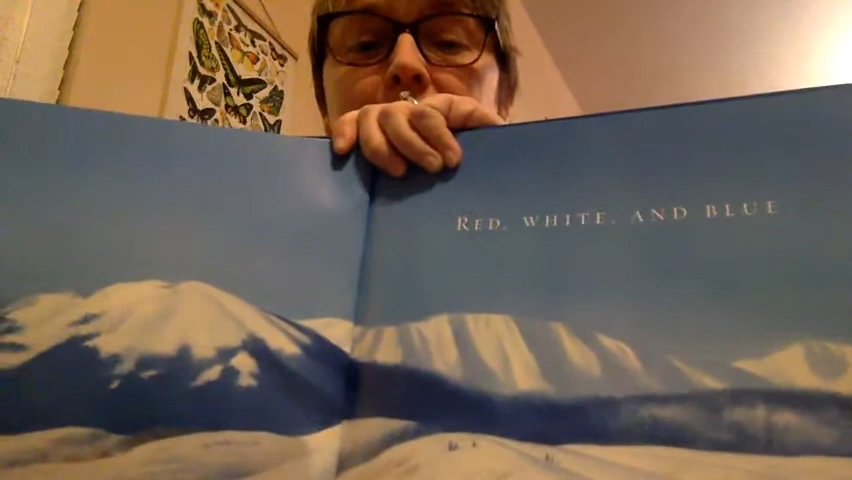 RED, WHITE, AND BLUE